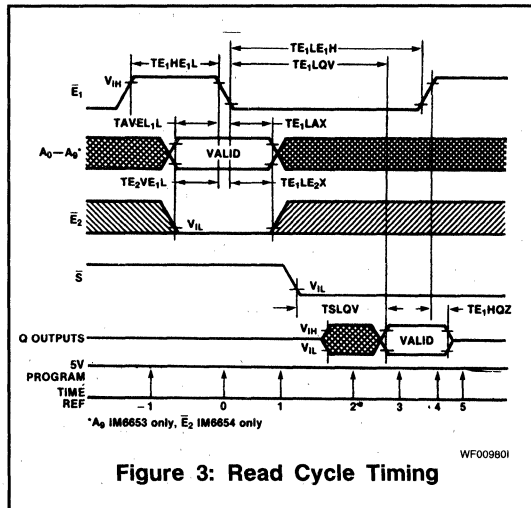 TE₁HE₁L
TE₁LE₁H
TE₁LQV
VIH
Ē₁
TAVEL₁L
TE₁LAX
A₀—A₉*
VALID
TE₂VE₁L
TE₁LE₂X
Ē₂
VIL
S̄
VIL
TSLQV
TE₁HQZ
VIH
Q OUTPUTS
VALID
VIL
5V
PROGRAM
TIME
REF
-1 0 1 2 3 4 5
*A₉ IM6653 only, Ē₂ IM6654 only
WF00980I
Figure 3: Read Cycle Timing